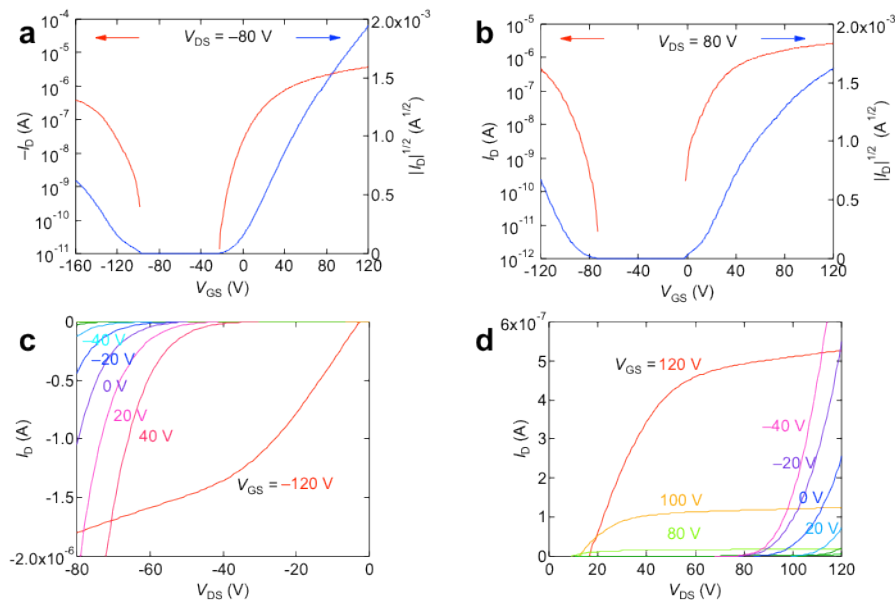 a
V_DS = –80 V
10^-4
10^-5
10^-6
10^-7
10^-8
10^-9
10^-10
10^-11
–I_D (A)
2.0x10^-3
1.5
1.0
0.5
0
|I_D|^1/2 (A^1/2)
-160 -120 -80 -40 0 40 80 120
V_GS (V)
b
V_DS = 80 V
10^-4
10^-5
10^-6
10^-7
10^-8
10^-9
10^-10
10^-11
10^-12
I_D (A)
2.0x10^-3
1.5
1.0
0.5
0
|I_D|^1/2 (A^1/2)
-120 -80 -40 0 40 80 120
V_GS (V)
c
0
-0.5
-1.0
-1.5
-2.0x10^-6
I_D (A)
–40 V
–20 V
0 V
20 V
40 V
V_GS = –120 V
-80 -60 -40 -20 0
V_DS (V)
d
6x10^-7
5
4
3
2
1
0
I_D (A)
V_GS = 120 V
100 V
80 V
–40 V
–20 V
0 V
20 V
0 20 40 60 80 100 120
V_DS (V)